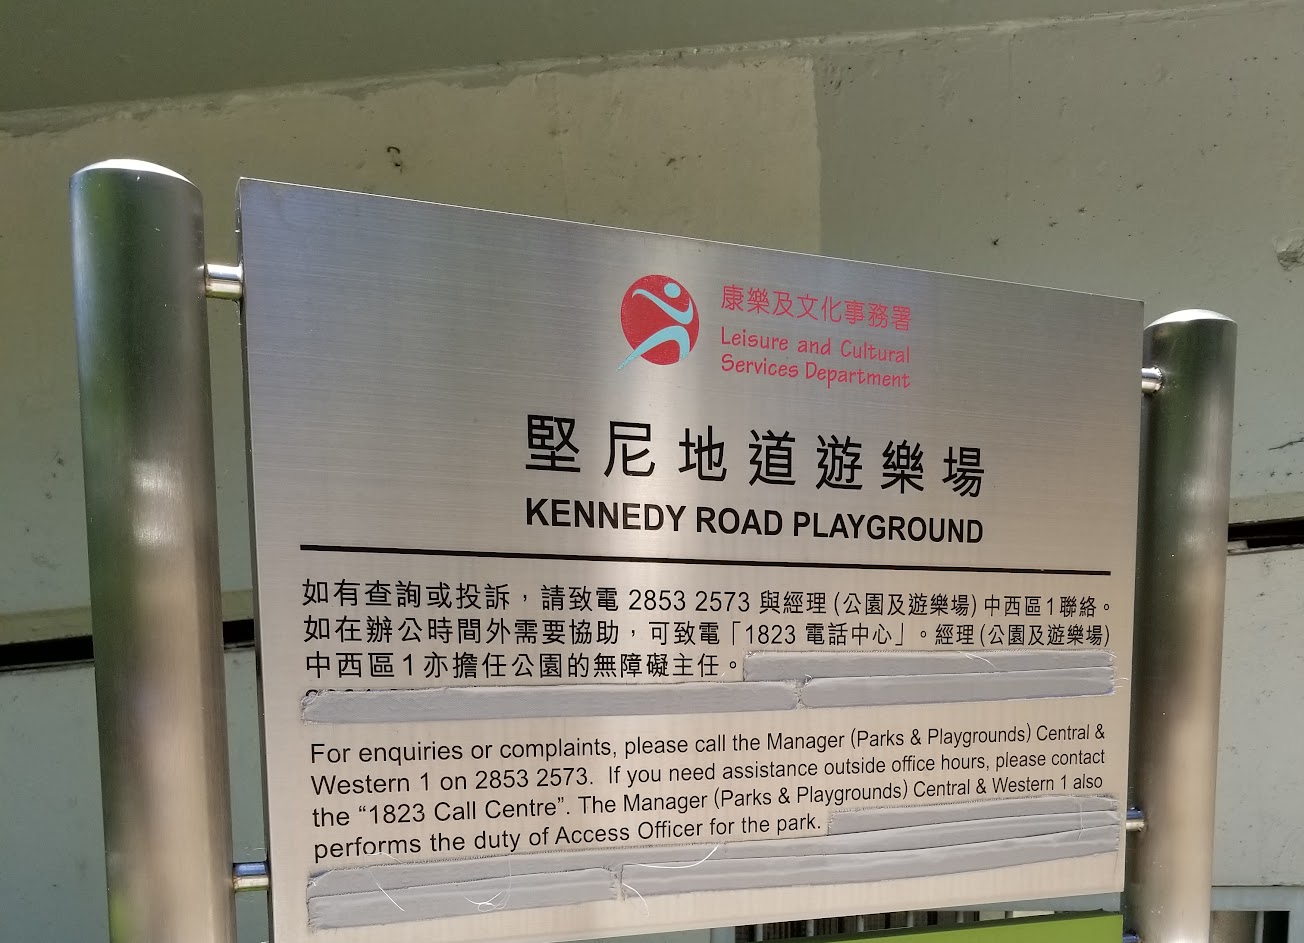 康樂及文化事務署
Leisure and Cultural
Services Department
堅尼地道遊樂場
KENNEDY ROAD PLAYGROUND
如有查詢或投訴，請致電 2853 2573 與經理 (公園及遊樂場) 中西區1聯絡。
如在辦公時間外需要協助，可致電「1823 電話中心」。經理 (公園及遊樂場)
中西區1亦擔任公園的無障礙主任。
For enquiries or complaints, please call the Manager (Parks & Playgrounds) Central &
Western 1 on 2853 2573. If you need assistance outside office hours, please contact
the “1823 Call Centre”. The Manager (Parks & Playgrounds) Central & Western 1 also
performs the duty of Access Officer for the park.